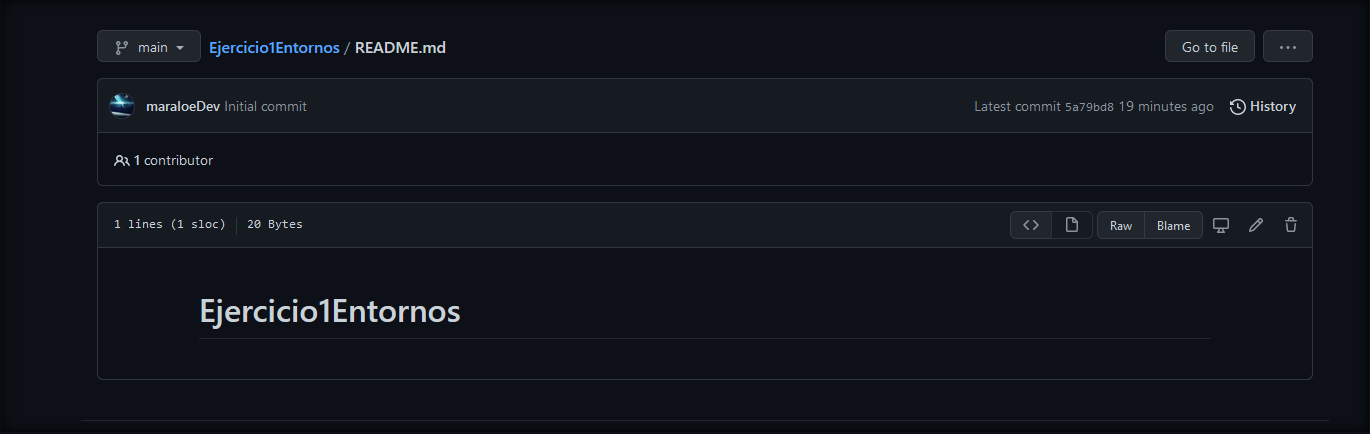 main Ejercicio1Entornos / README.md Go to file ...
maraloeDev Initial commit Latest commit 5a79bd8 19 minutes ago History
1 contributor
1 lines (1 sloc) 20 Bytes <> Raw Blame
Ejercicio1Entornos